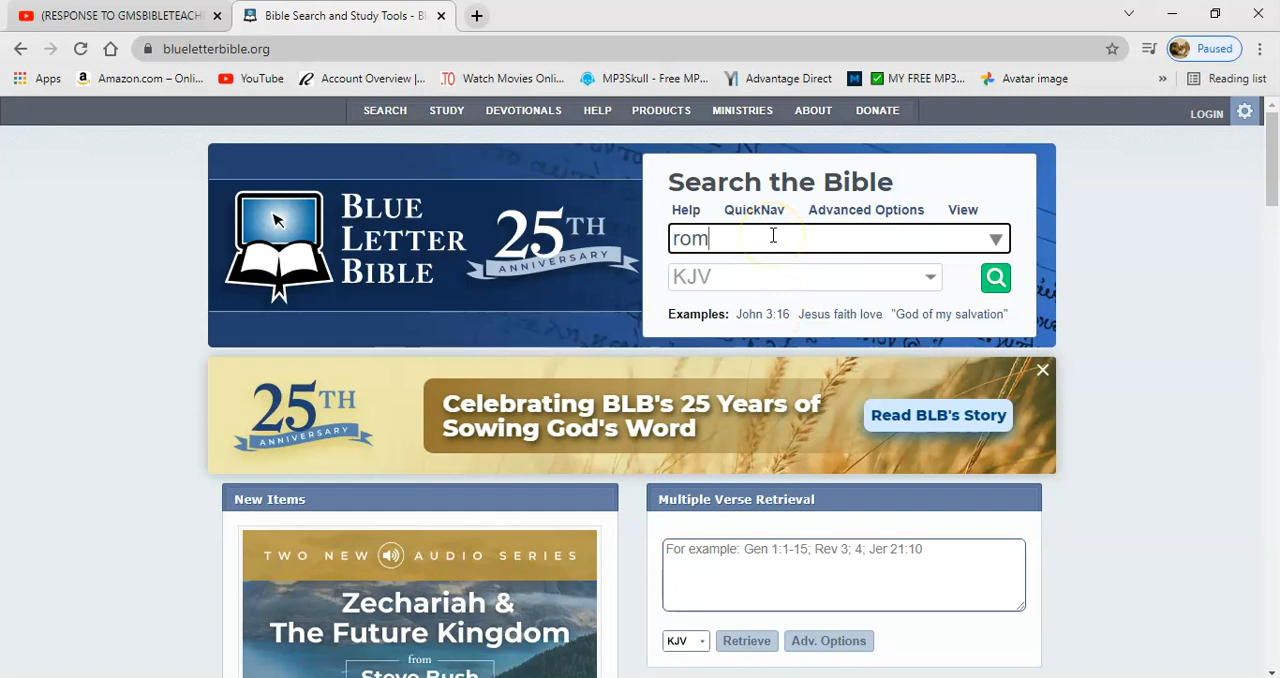 (RESPONSE TO GMSBIBLETEACH
Bible Search and Study Tools - Bl
blueletterbible.org
Paused
Apps
Amazon.com – Onli...
YouTube
Account Overview |...
Watch Movies Onli...
MP3Skull - Free MP...
Advantage Direct
MY FREE MP3...
Avatar image
»
Reading list
SEARCH STUDY DEVOTIONALS HELP PRODUCTS MINISTRIES ABOUT DONATE
LOGIN
BLUE
LETTER
BIBLE
25TH
ANNIVERSARY
Search the Bible
Help QuickNav Advanced Options View
rom
KJV
Examples: John 3:16 Jesus faith love "God of my salvation"
25TH
ANNIVERSARY
Celebrating BLB's 25 Years of
Sowing God's Word
Read BLB's Story
New Items
TWO NEW AUDIO SERIES
Zechariah &
The Future Kingdom
from
Steve Bush
Multiple Verse Retrieval
For example: Gen 1:1-15; Rev 3; 4; Jer 21:10
KJV
Retrieve
Adv. Options